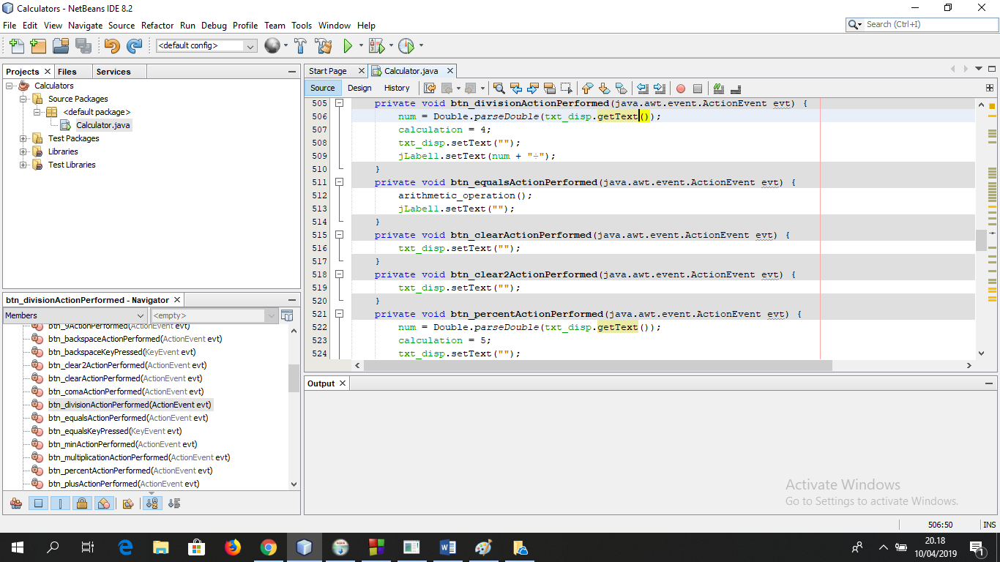 Calculators - NetBeans IDE 8.2
File Edit View Navigate Source Refactor Run Debug Profile Team Tools Window Help
Search (Ctrl+I)
<default config>
Projects Files Services
Calculators
Source Packages
<default package>
Calculator.java
Test Packages
Libraries
Test Libraries
btn_divisionActionPerformed - Navigator
Members <empty>
btn_9ActionPerformed(ActionEvent evt)
btn_backspaceActionPerformed(ActionEvent evt)
btn_backspaceKeyPressed(KeyEvent evt)
btn_clear2ActionPerformed(ActionEvent evt)
btn_clearActionPerformed(ActionEvent evt)
btn_comaActionPerformed(ActionEvent evt)
btn_divisionActionPerformed(ActionEvent evt)
btn_equalsActionPerformed(ActionEvent evt)
btn_equalsKeyPressed(KeyEvent evt)
btn_minActionPerformed(ActionEvent evt)
btn_multiplicationActionPerformed(ActionEvent evt)
btn_percentActionPerformed(ActionEvent evt)
btn_plusActionPerformed(ActionEvent evt)
Start Page Calculator.java
Source Design History
505 private void btn_divisionActionPerformed(java.awt.event.ActionEvent evt) {
506 num = Double.parseDouble(txt_disp.getText());
507 calculation = 4;
508 txt_disp.setText("");
509 jLabel1.setText(num + "÷");
510 }
511 private void btn_equalsActionPerformed(java.awt.event.ActionEvent evt) {
512 arithmetic_operation();
513 jLabel1.setText("");
514 }
515 private void btn_clearActionPerformed(java.awt.event.ActionEvent evt) {
516 txt_disp.setText("");
517 }
518 private void btn_clear2ActionPerformed(java.awt.event.ActionEvent evt) {
519 txt_disp.setText("");
520 }
521 private void btn_percentActionPerformed(java.awt.event.ActionEvent evt) {
522 num = Double.parseDouble(txt_disp.getText());
523 calculation = 5;
524 txt_disp.setText("");
Output
Activate Windows
Go to Settings to activate Windows.
506:50 INS
20.18
10/04/2019
1